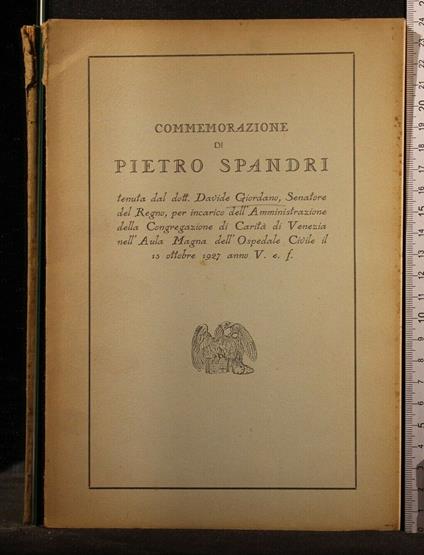 COMMEMORAZIONE
DI
PIETRO SPANDRI
tenuta dal dott. Davide Giordano, Senatore
del Regno, per incarico dell'Amministrazione
della Congregazione di Carità di Venezia
nell'Aula Magna dell'Ospedale Civile il
15 ottobre 1927 anno V. e. f.